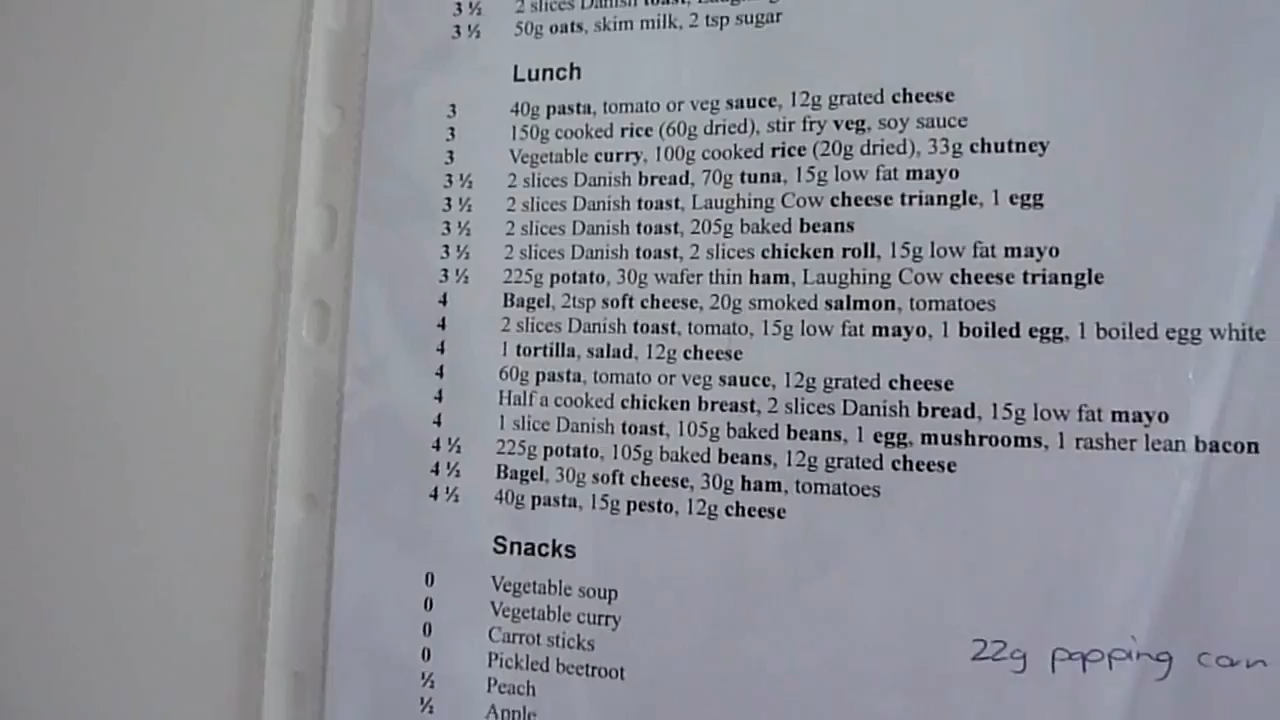 3 ½ 2 slices Danish toast,
3 ½ 50g oats, skim milk, 2 tsp sugar
Lunch
3 40g pasta, tomato or veg sauce, 12g grated cheese
3 150g cooked rice (60g dried), stir fry veg, soy sauce
3 Vegetable curry, 100g cooked rice (20g dried), 33g chutney
3 ½ 2 slices Danish bread, 70g tuna, 15g low fat mayo
3 ½ 2 slices Danish toast, Laughing Cow cheese triangle, 1 egg
3 ½ 2 slices Danish toast, 205g baked beans
3 ½ 2 slices Danish toast, 2 slices chicken roll, 15g low fat mayo
3 ½ 225g potato, 30g wafer thin ham, Laughing Cow cheese triangle
4 Bagel, 2tsp soft cheese, 20g smoked salmon, tomatoes
4 2 slices Danish toast, tomato, 15g low fat mayo, 1 boiled egg, 1 boiled egg white
4 1 tortilla, salad, 12g cheese
4 60g pasta, tomato or veg sauce, 12g grated cheese
4 Half a cooked chicken breast, 2 slices Danish bread, 15g low fat mayo
4 1 slice Danish toast, 105g baked beans, 1 egg, mushrooms, 1 rasher lean bacon
4 ½ 225g potato, 105g baked beans, 12g grated cheese
4 ½ Bagel, 30g soft cheese, 30g ham, tomatoes
4 ½ 40g pasta, 15g pesto, 12g cheese
Snacks
0 Vegetable soup
0 Vegetable curry
0 Carrot sticks
0 Pickled beetroot
½ Peach
½ Apple
22g popping corn